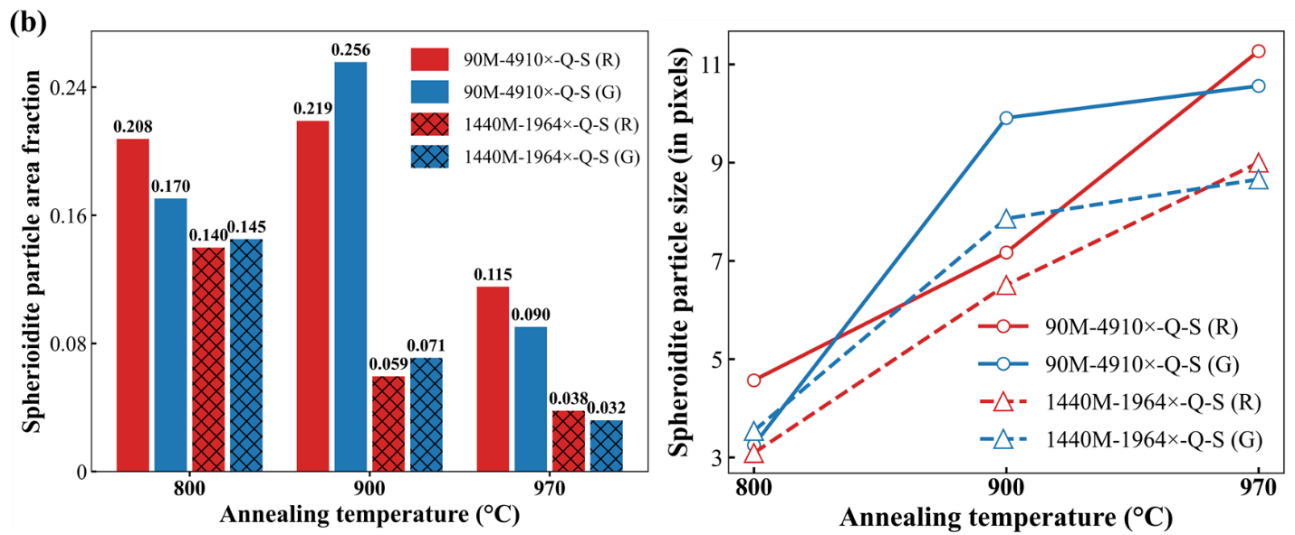 (b)
Spherioidite particle area fraction
0.24
0.16
0.08
0
0.208
0.170
0.140
0.145
0.219
0.256
0.059
0.071
0.115
0.090
0.038
0.032
90M-4910×-Q-S (R)
90M-4910×-Q-S (G)
1440M-1964×-Q-S (R)
1440M-1964×-Q-S (G)
800
900
970
Annealing temperature (°C)
Spheroidite particle size (in pixels)
11
9
7
5
3
90M-4910×-Q-S (R)
90M-4910×-Q-S (G)
1440M-1964×-Q-S (R)
1440M-1964×-Q-S (G)
800
900
970
Annealing temperature (°C)